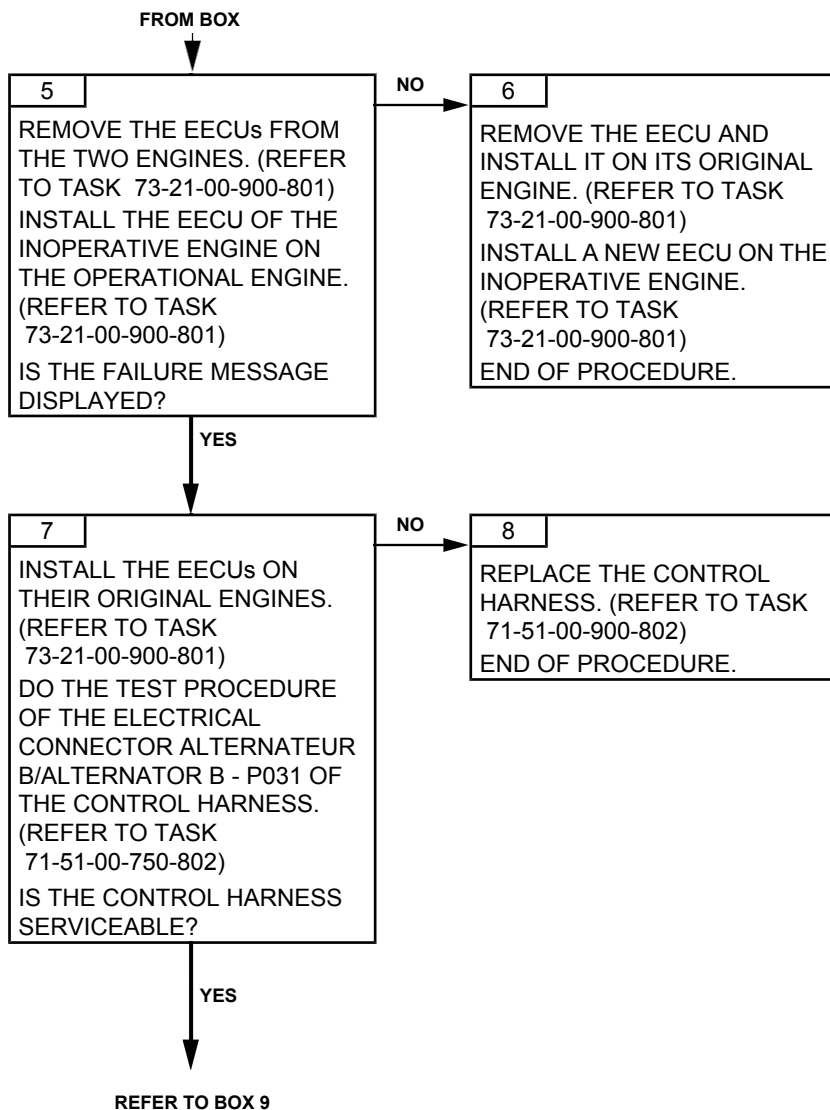 FROM BOX
5
REMOVE THE EECUs FROM
THE TWO ENGINES. (REFER
TO TASK 73-21-00-900-801)
INSTALL THE EECU OF THE
INOPERATIVE ENGINE ON
THE OPERATIONAL ENGINE.
(REFER TO TASK
73-21-00-900-801)
IS THE FAILURE MESSAGE
DISPLAYED?
NO
6
REMOVE THE EECU AND
INSTALL IT ON ITS ORIGINAL
ENGINE. (REFER TO TASK
73-21-00-900-801)
INSTALL A NEW EECU ON THE
INOPERATIVE ENGINE.
(REFER TO TASK
73-21-00-900-801)
END OF PROCEDURE.
YES
7
INSTALL THE EECUs ON
THEIR ORIGINAL ENGINES.
(REFER TO TASK
73-21-00-900-801)
DO THE TEST PROCEDURE
OF THE ELECTRICAL
CONNECTOR ALTERNATEUR
B/ALTERNATOR B - P031 OF
THE CONTROL HARNESS.
(REFER TO TASK
71-51-00-750-802)
IS THE CONTROL HARNESS
SERVICEABLE?
NO
8
REPLACE THE CONTROL
HARNESS. (REFER TO TASK
71-51-00-900-802)
END OF PROCEDURE.
YES
REFER TO BOX 9